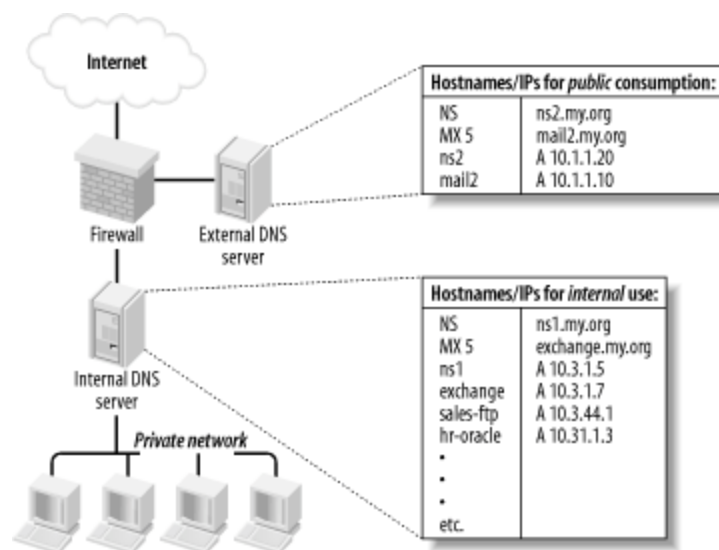 Internet
Firewall
External DNS
server
Internal DNS
server
Private network
Hostnames/IPs for public consumption:
NS ns2.my.org
MX 5 mail2.my.org
ns2 A 10.1.1.20
mail2 A 10.1.1.10
Hostnames/IPs for internal use:
NS ns1.my.org
MX 5 exchange.my.org
ns1 A 10.3.1.5
exchange A 10.3.1.7
sales-ftp A 10.3.44.1
hr-oracle A 10.31.1.3
•
•
•
etc.